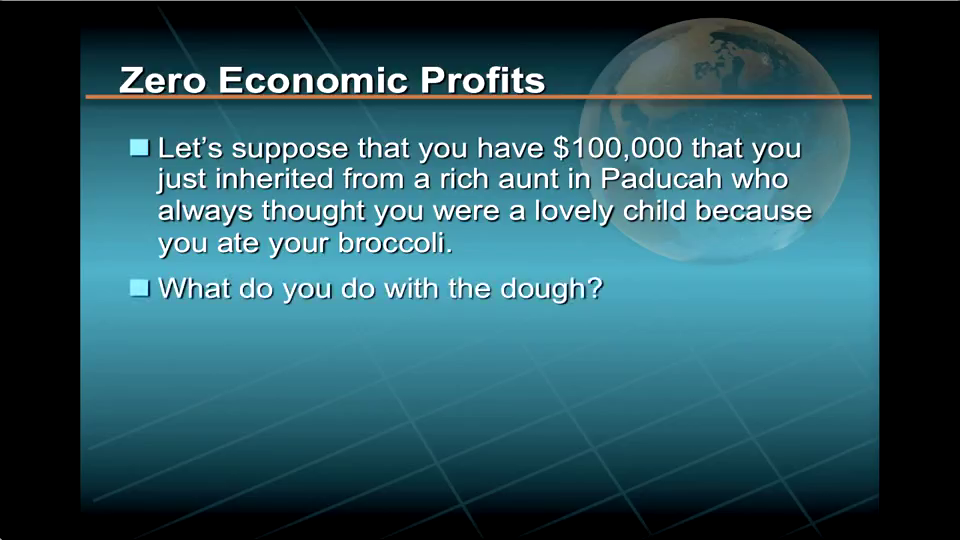 Zero Economic Profits
Let's suppose that you have $100,000 that you
just inherited from a rich aunt in Paducah who
always thought you were a lovely child because
you ate your broccoli.
What do you do with the dough?